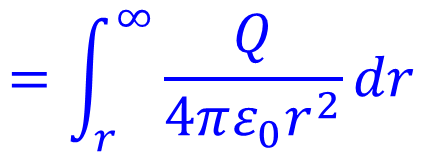 = ∫_r^∞ Q / (4πε₀r²) dr